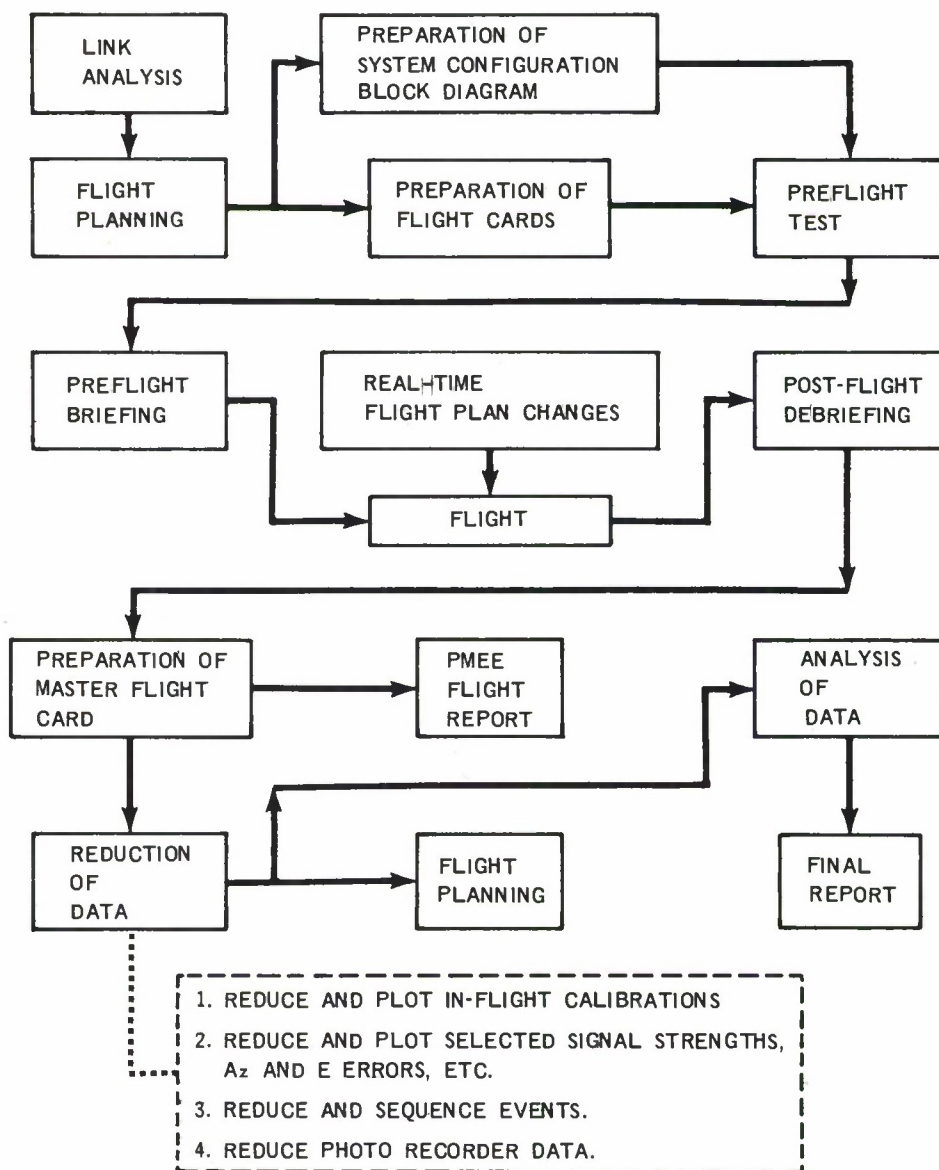 LINK
ANALYSIS
PREPARATION OF
SYSTEM CONFIGURATION
BLOCK DIAGRAM
FLIGHT
PLANNING
PREPARATION OF
FLIGHT CARDS
PREFLIGHT
TEST
PREFLIGHT
BRIEFING
REAL-TIME
FLIGHT PLAN CHANGES
POST-FLIGHT
DEBRIEFING
FLIGHT
PREPARATION OF
MASTER FLIGHT
CARD
PMEE
FLIGHT
REPORT
ANALYSIS
OF
DATA
REDUCTION
OF
DATA
FLIGHT
PLANNING
FINAL
REPORT
1. REDUCE AND PLOT IN-FLIGHT CALIBRATIONS
2. REDUCE AND PLOT SELECTED SIGNAL STRENGTHS,
Az AND E ERRORS, ETC.
3. REDUCE AND SEQUENCE EVENTS.
4. REDUCE PHOTO RECORDER DATA.